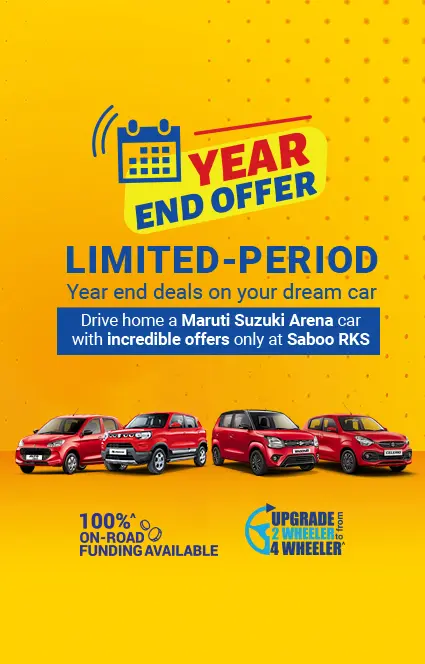 YEAR
END OFFER
LIMITED-PERIOD
Year end deals on your dream car
Drive home a Maruti Suzuki Arena car
with incredible offers only at Saboo RKS
CELERIO
100%^
ON-ROAD
FUNDING AVAILABLE
UPGRADE
2 WHEELER
to from
4 WHEELER^